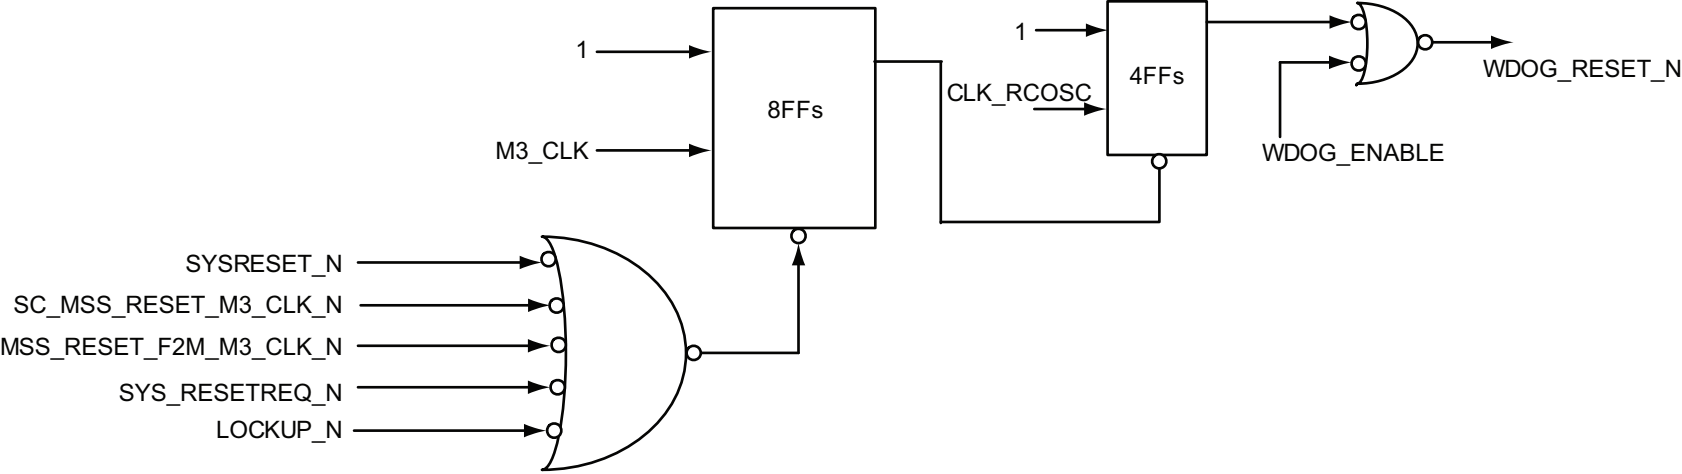 1
1
WDOG_RESET_N
4FFs
CLK_RCOSC
8FFs
M3_CLK
WDOG_ENABLE
SYSRESET_N
SC_MSS_RESET_M3_CLK_N
MSS_RESET_F2M_M3_CLK_N
SYS_RESETREQ_N
LOCKUP_N